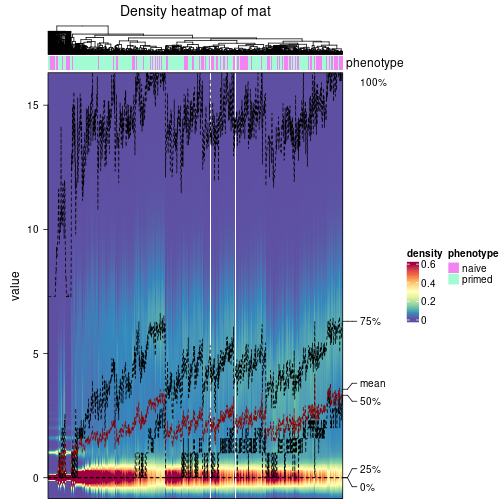 Density heatmap of mat
phenotype
100%
15
10
value
5
0
75%
mean
50%
25%
0%
density
0.6
0.4
0.2
0
phenotype
naive
primed